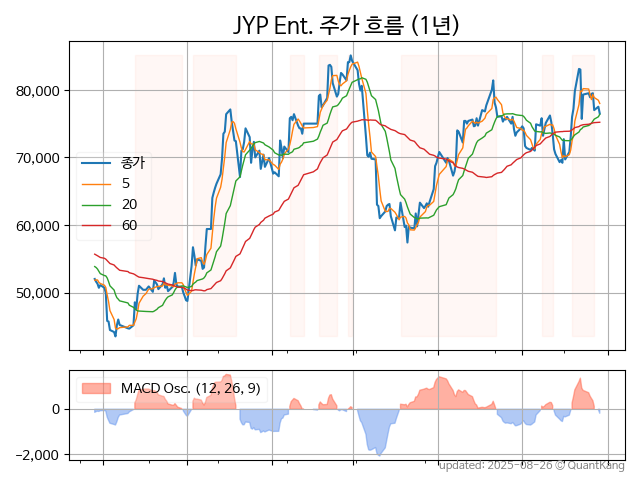 JYP Ent. 주가 흐름 (1년)
80,000
70,000
60,000
50,000
종가
5
20
60
MACD Osc. (12, 26, 9)
0
−2,000
updated: 2025-08-26 © QuantKang